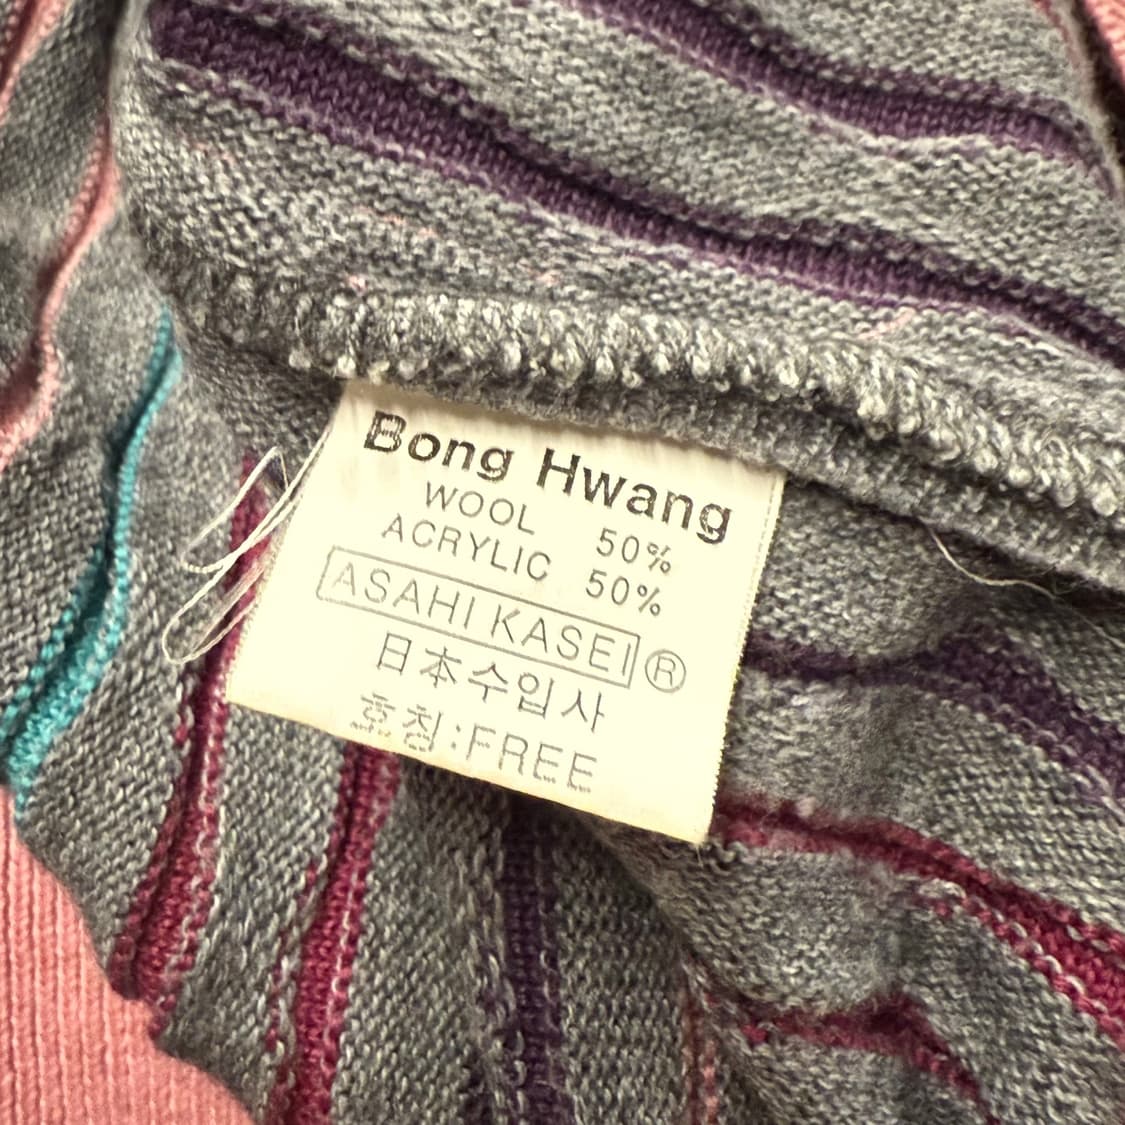 Bong Hwang
WOOL 50%
ACRYLIC 50%
ASAHI KASEI ®
日本수입사
호칭:FREE